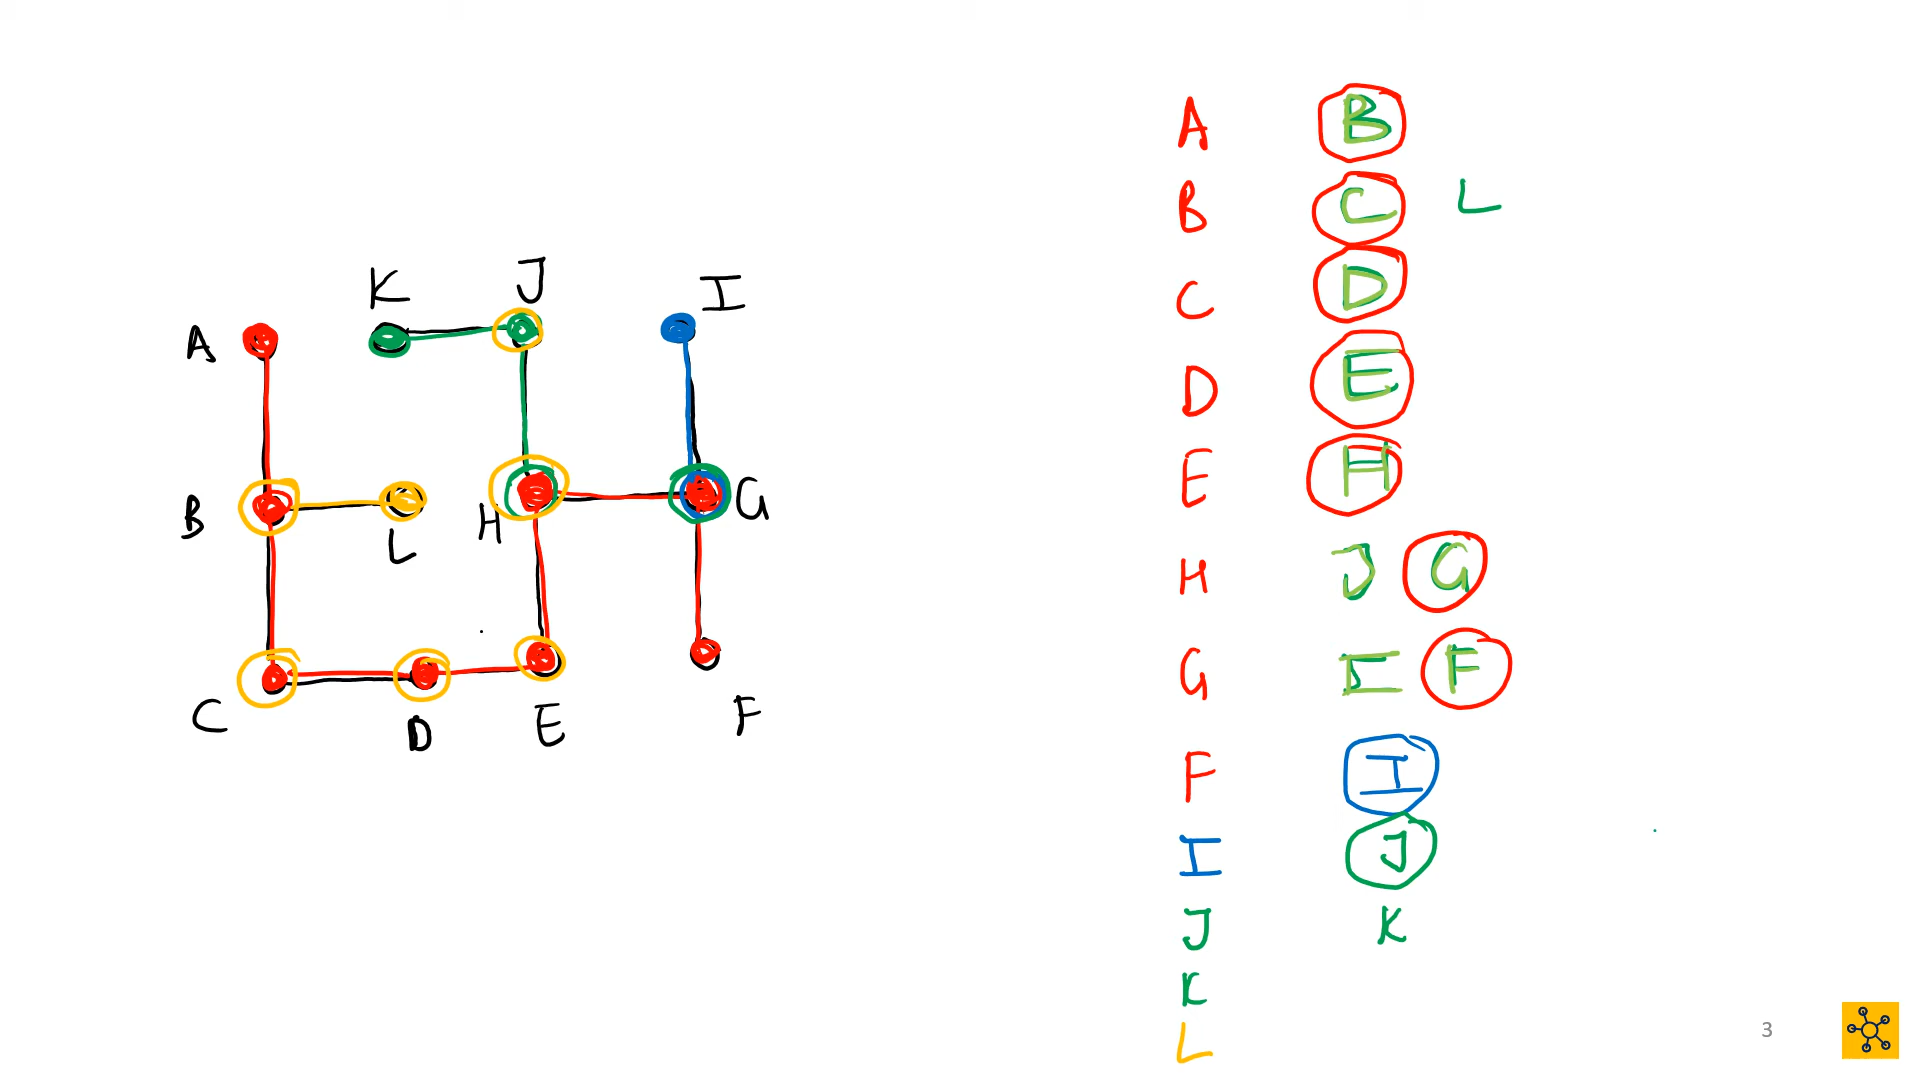 A B
B C L
C D
D E
E H
H J G
G I F
F I
I J
J K
K
L
K J I
A
B L H G
C D E F
3